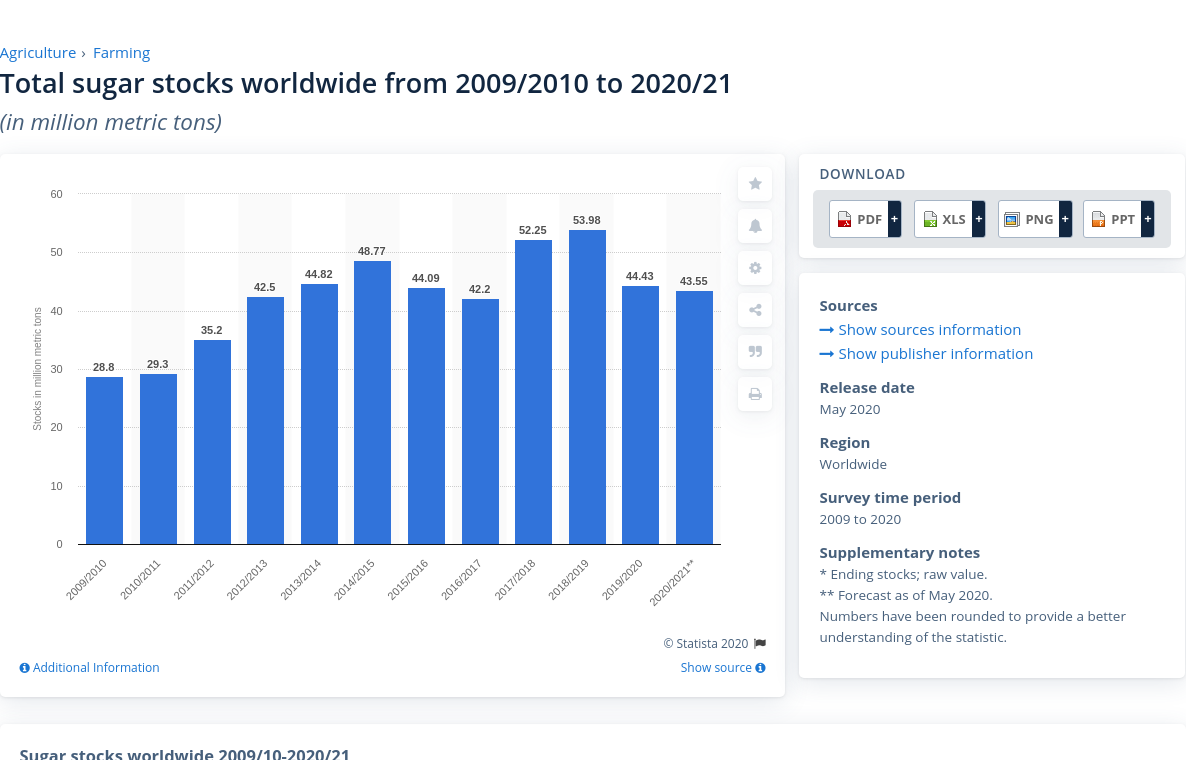 Agriculture › Farming
Total sugar stocks worldwide from 2009/2010 to 2020/21
(in million metric tons)
Stocks in million metric tons
60
50
40
30
20
10
0
28.8
29.3
35.2
42.5
44.82
48.77
44.09
42.2
52.25
53.98
44.43
43.55
2009/2010
2010/2011
2011/2012
2012/2013
2013/2014
2014/2015
2015/2016
2016/2017
2017/2018
2018/2019
2019/2020
2020/2021**
© Statista 2020
Additional Information
Show source
DOWNLOAD
PDF + XLS + PNG + PPT +
Sources
Show sources information
Show publisher information
Release date
May 2020
Region
Worldwide
Survey time period
2009 to 2020
Supplementary notes
* Ending stocks; raw value.
** Forecast as of May 2020.
Numbers have been rounded to provide a better
understanding of the statistic.
Sugar stocks worldwide 2009/10-2020/21